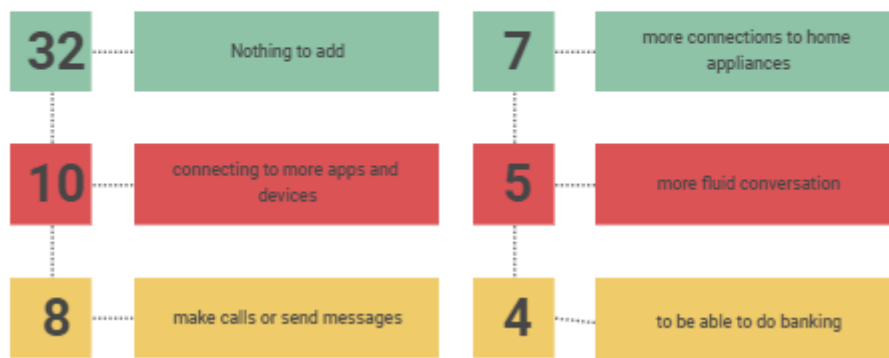 32
Nothing to add
10
connecting to more apps and
devices
8
make calls or send messages
7
more connections to home
appliances
5
more fluid conversation
4
to be able to do banking